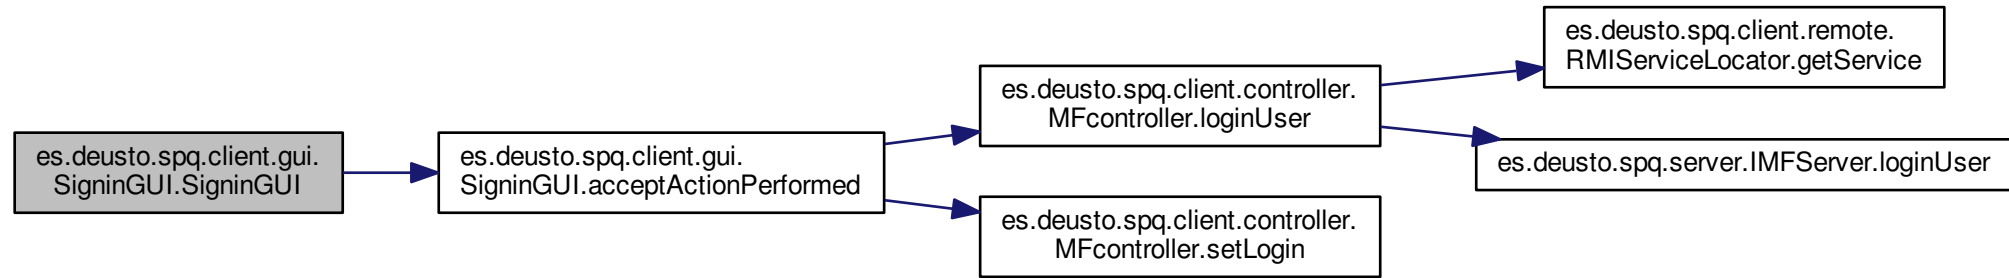 es.deusto.spq.client.gui.
SigninGUI.SigninGUI
es.deusto.spq.client.gui.
SigninGUI.acceptActionPerformed
es.deusto.spq.client.controller.
MFcontroller.loginUser
es.deusto.spq.client.remote.
RMIServiceLocator.getService
es.deusto.spq.server.IMFServer.loginUser
es.deusto.spq.client.controller.
MFcontroller.setLogin